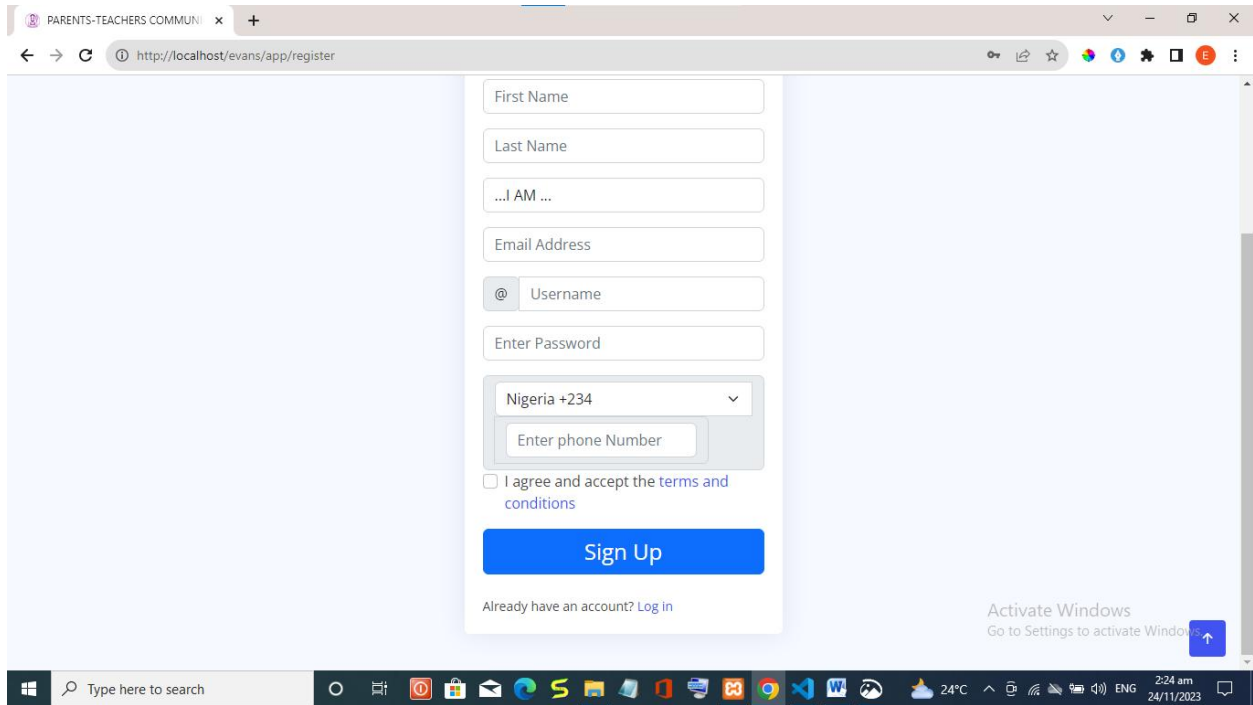 PARENTS-TEACHERS COMMUNI
http://localhost/evans/app/register
E
First Name
Last Name
...I AM ...
Email Address
@ Username
Enter Password
Nigeria +234
Enter phone Number
I agree and accept the terms and
conditions
Sign Up
Already have an account? Log in
Activate Windows
Go to Settings to activate Windows.
Type here to search
24°C
ENG
2:24 am
24/11/2023